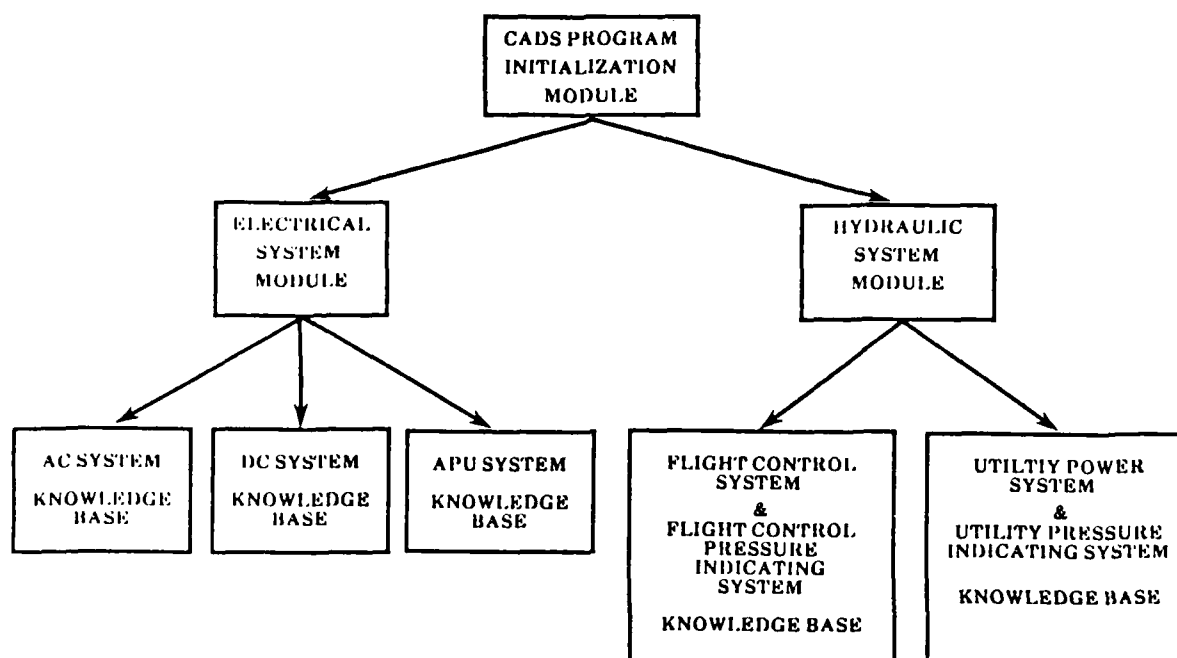 CADS PROGRAM
INITIALIZATION
MODULE
ELECTRICAL
SYSTEM
MODULE
HYDRAULIC
SYSTEM
MODULE
AC SYSTEM
KNOWLEDGE
BASE
DC SYSTEM
KNOWLEDGE
BASE
APU SYSTEM
KNOWLEDGE
BASE
FLIGHT CONTROL
SYSTEM
&
FLIGHT CONTROL
PRESSURE
INDICATING
SYSTEM
KNOWLEDGE BASE
UTILTIY POWER
SYSTEM
&
UTILITY PRESSURE
INDICATING SYSTEM
KNOWLEDGE BASE